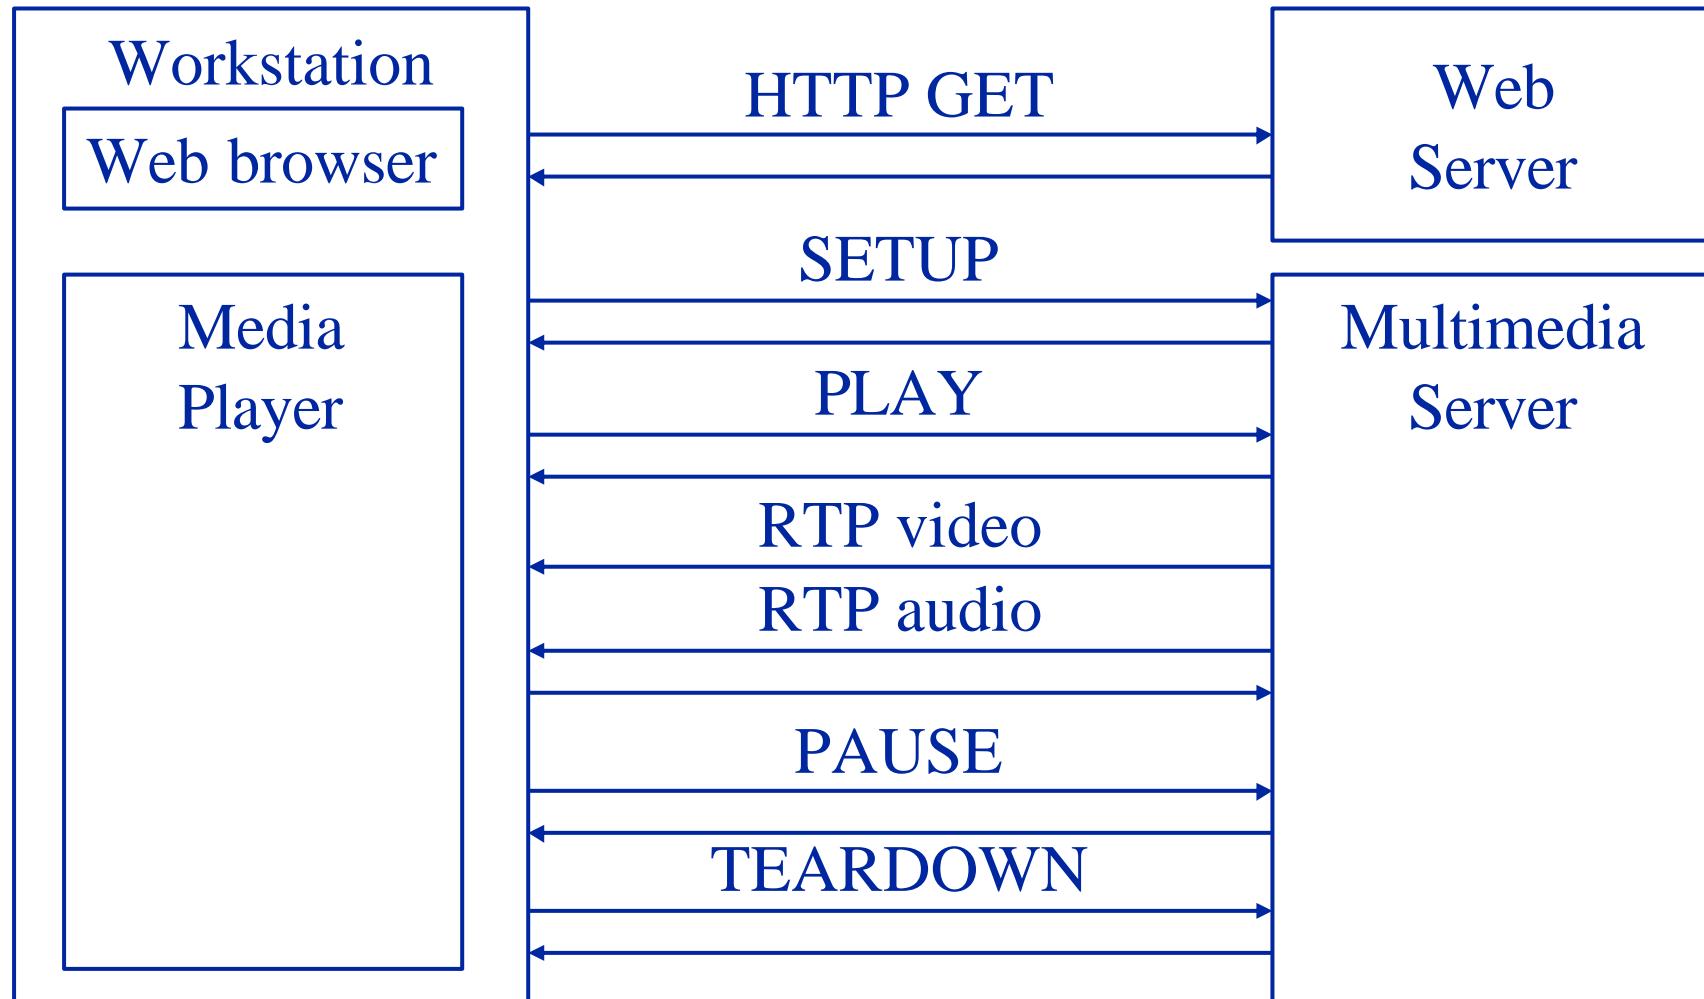 Workstation
Web browser
Media
Player
HTTP GET
SETUP
PLAY
RTP video
RTP audio
PAUSE
TEARDOWN
Web
Server
Multimedia
Server